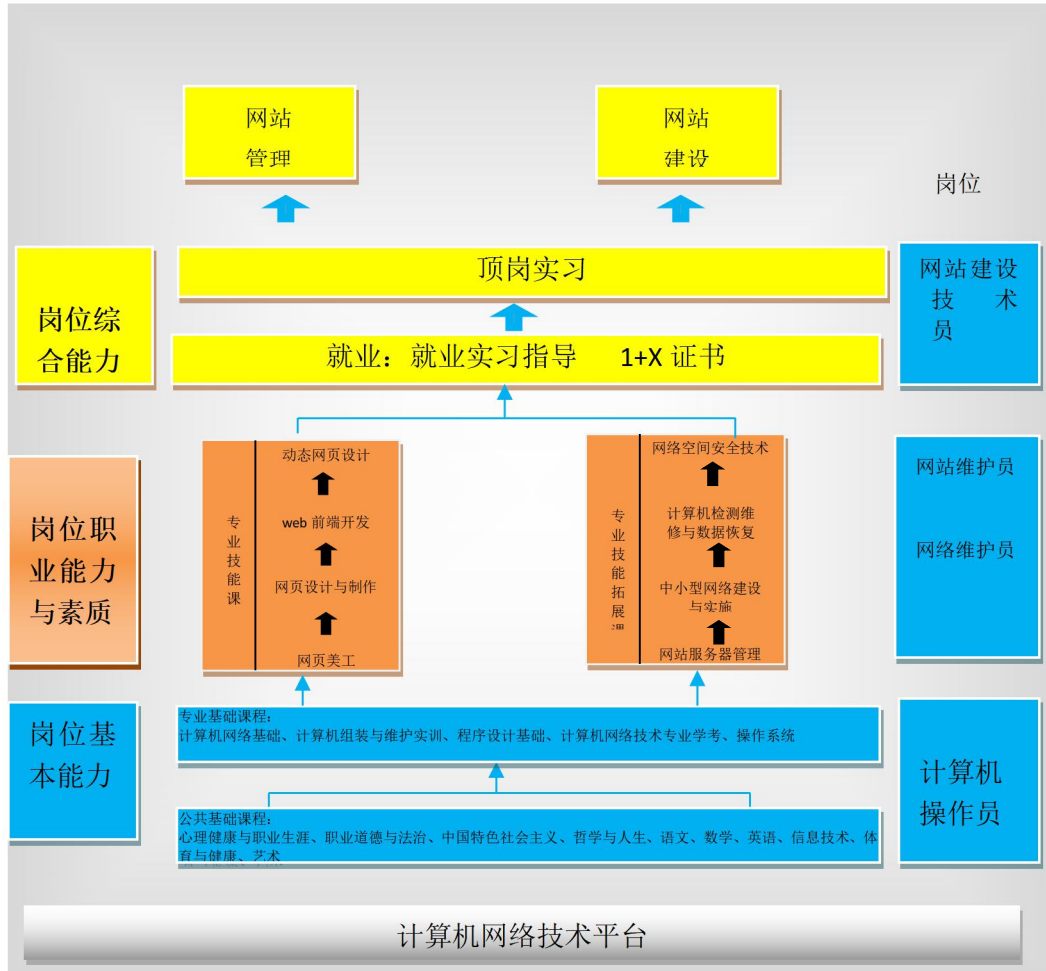 网站
管理
网站
建设
岗位
岗位综
合能力
顶岗实习
就业：就业实习指导 1+X 证书
网站建设
技 术
员
岗位职
业能力
与素质
专
业
技
能
课
动态网页设计
web 前端开发
网页设计与制作
网页美工
专
业
技
能
拓
展
课
网络空间安全技术
计算机检测维
修与数据恢复
中小型网络建设
与实施
网站服务器管理
网站维护员
网络维护员
岗位基
本能力
专业基础课程：
计算机网络基础、计算机组装与维护实训、程序设计基础、计算机网络技术专业学考、操作系统
公共基础课程：
心理健康与职业生涯、职业道德与法治、中国特色社会主义、哲学与人生、语文、数学、英语、信息技术、体
育与健康、艺术
计算机
操作员
计算机网络技术平台